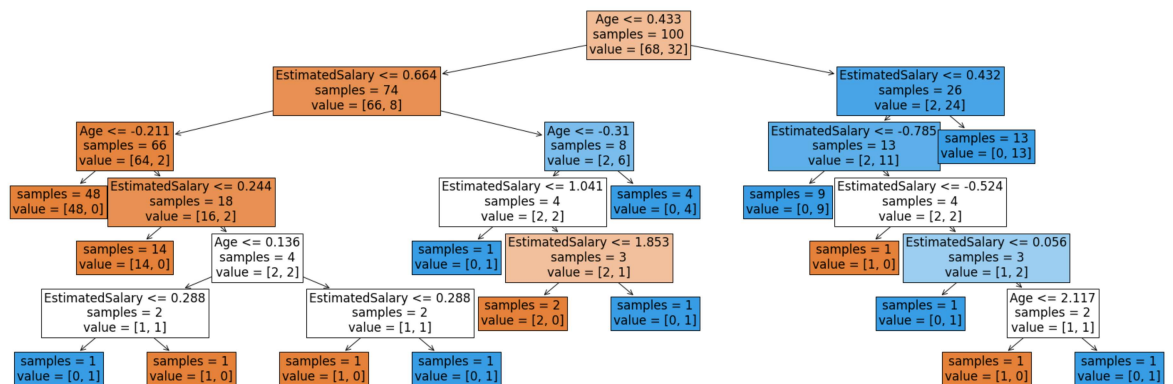 Age <= 0.433
samples = 100
value = [68, 32]
EstimatedSalary <= 0.664
samples = 74
value = [66, 8]
EstimatedSalary <= 0.432
samples = 26
value = [2, 24]
Age <= -0.211
samples = 66
value = [64, 2]
Age <= -0.31
samples = 8
value = [2, 6]
EstimatedSalary <= -0.785
samples = 13
value = [2, 11]
samples = 13
value = [0, 13]
samples = 48
value = [48, 0]
EstimatedSalary <= 0.244
samples = 18
value = [16, 2]
EstimatedSalary <= 1.041
samples = 4
value = [2, 2]
samples = 4
value = [0, 4]
samples = 9
value = [0, 9]
EstimatedSalary <= -0.524
samples = 4
value = [2, 2]
samples = 14
value = [14, 0]
Age <= 0.136
samples = 4
value = [2, 2]
samples = 1
value = [0, 1]
EstimatedSalary <= 1.853
samples = 3
value = [2, 1]
samples = 1
value = [1, 0]
EstimatedSalary <= 0.056
samples = 3
value = [1, 2]
EstimatedSalary <= 0.288
samples = 2
value = [1, 1]
EstimatedSalary <= 0.288
samples = 2
value = [1, 1]
samples = 2
value = [2, 0]
samples = 1
value = [0, 1]
samples = 1
value = [0, 1]
Age <= 2.117
samples = 2
value = [1, 1]
samples = 1
value = [0, 1]
samples = 1
value = [1, 0]
samples = 1
value = [1, 0]
samples = 1
value = [0, 1]
samples = 1
value = [1, 0]
samples = 1
value = [0, 1]